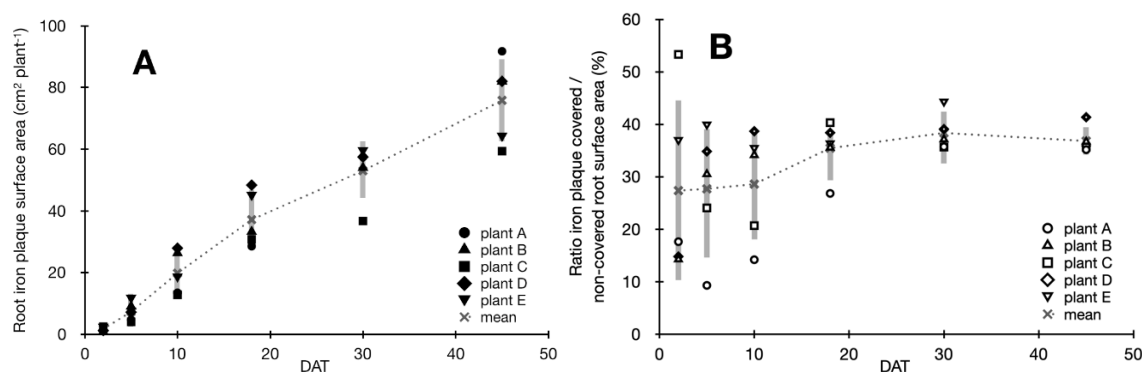 A
Root iron plaque surface area (cm² plant⁻¹)
100
80
60
40
20
0
0 10 20 30 40 50
DAT
plant A
plant B
plant C
plant D
plant E
mean
B
Ratio iron plaque covered /
non-covered root surface area (%)
60
50
40
30
20
10
0
0 10 20 30 40 50
DAT
plant A
plant B
plant C
plant D
plant E
mean